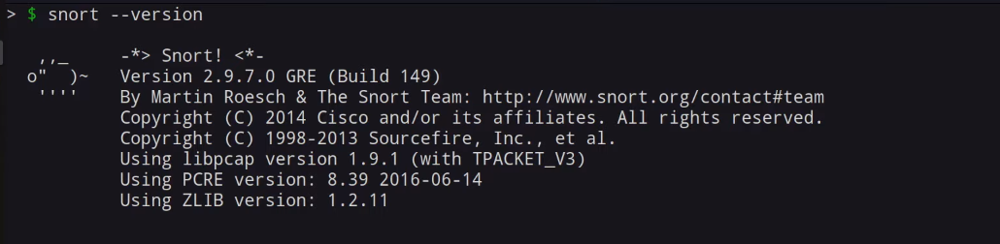 > $ snort --version
   ,,_     -*> Snort! <*-
  o"  )~   Version 2.9.7.0 GRE (Build 149)
   ''''    By Martin Roesch & The Snort Team: http://www.snort.org/contact#team
           Copyright (C) 2014 Cisco and/or its affiliates. All rights reserved.
           Copyright (C) 1998-2013 Sourcefire, Inc., et al.
           Using libpcap version 1.9.1 (with TPACKET_V3)
           Using PCRE version: 8.39 2016-06-14
           Using ZLIB version: 1.2.11